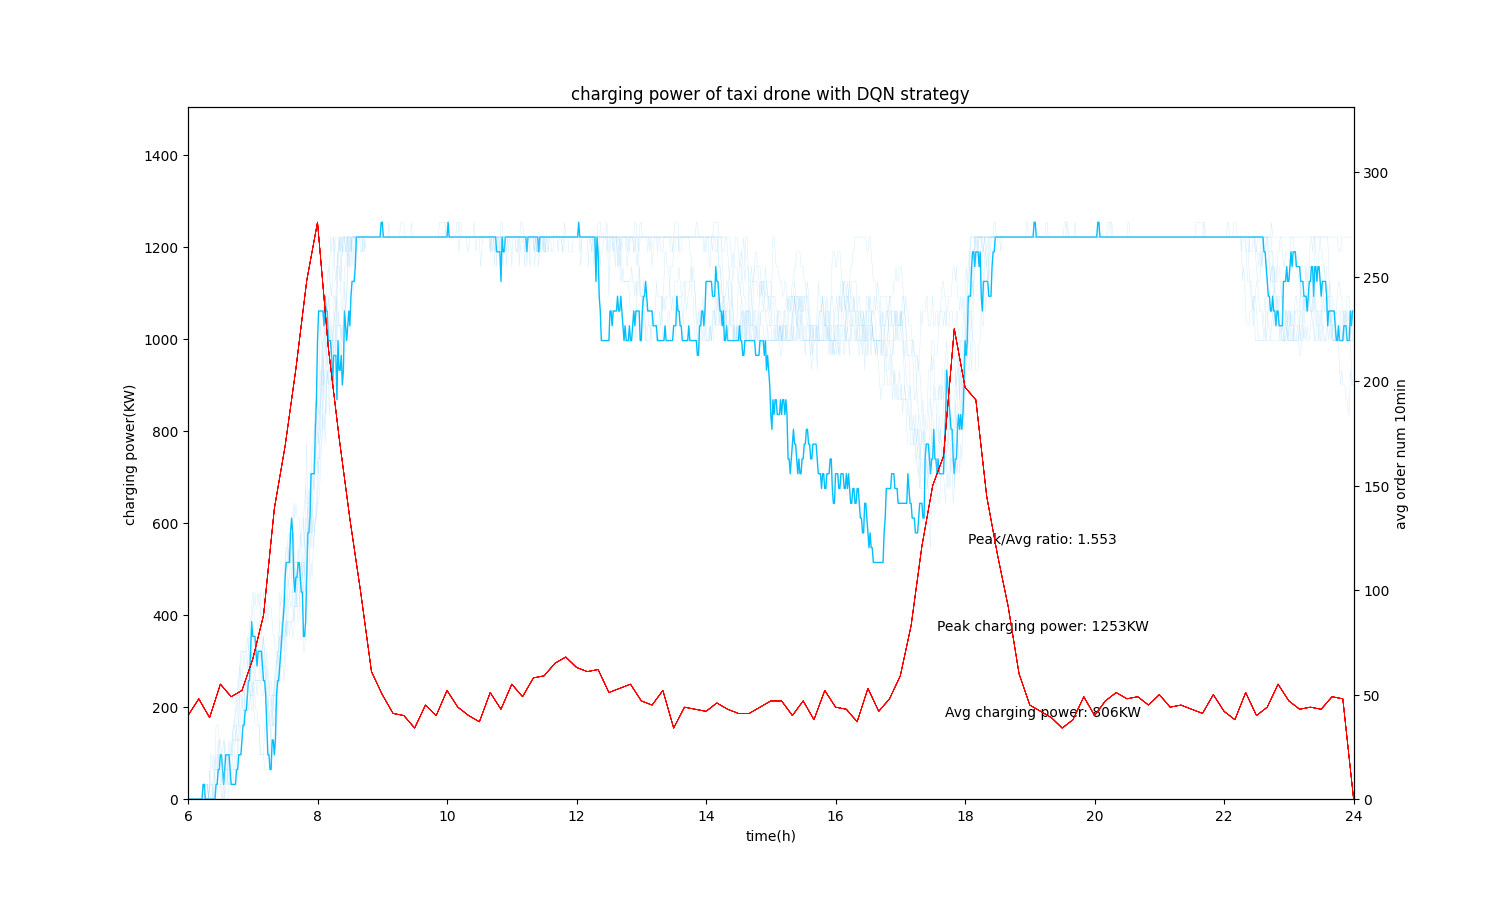 charging power of taxi drone with DQN strategy
charging power(KW)
1400
1200
1000
800
600
400
200
0
300
250
200
150
100
50
0
avg order num 10min
Peak/Avg ratio: 1.553
Peak charging power: 1253KW
Avg charging power: 806KW
6 8 10 12 14 16 18 20 22 24
time(h)